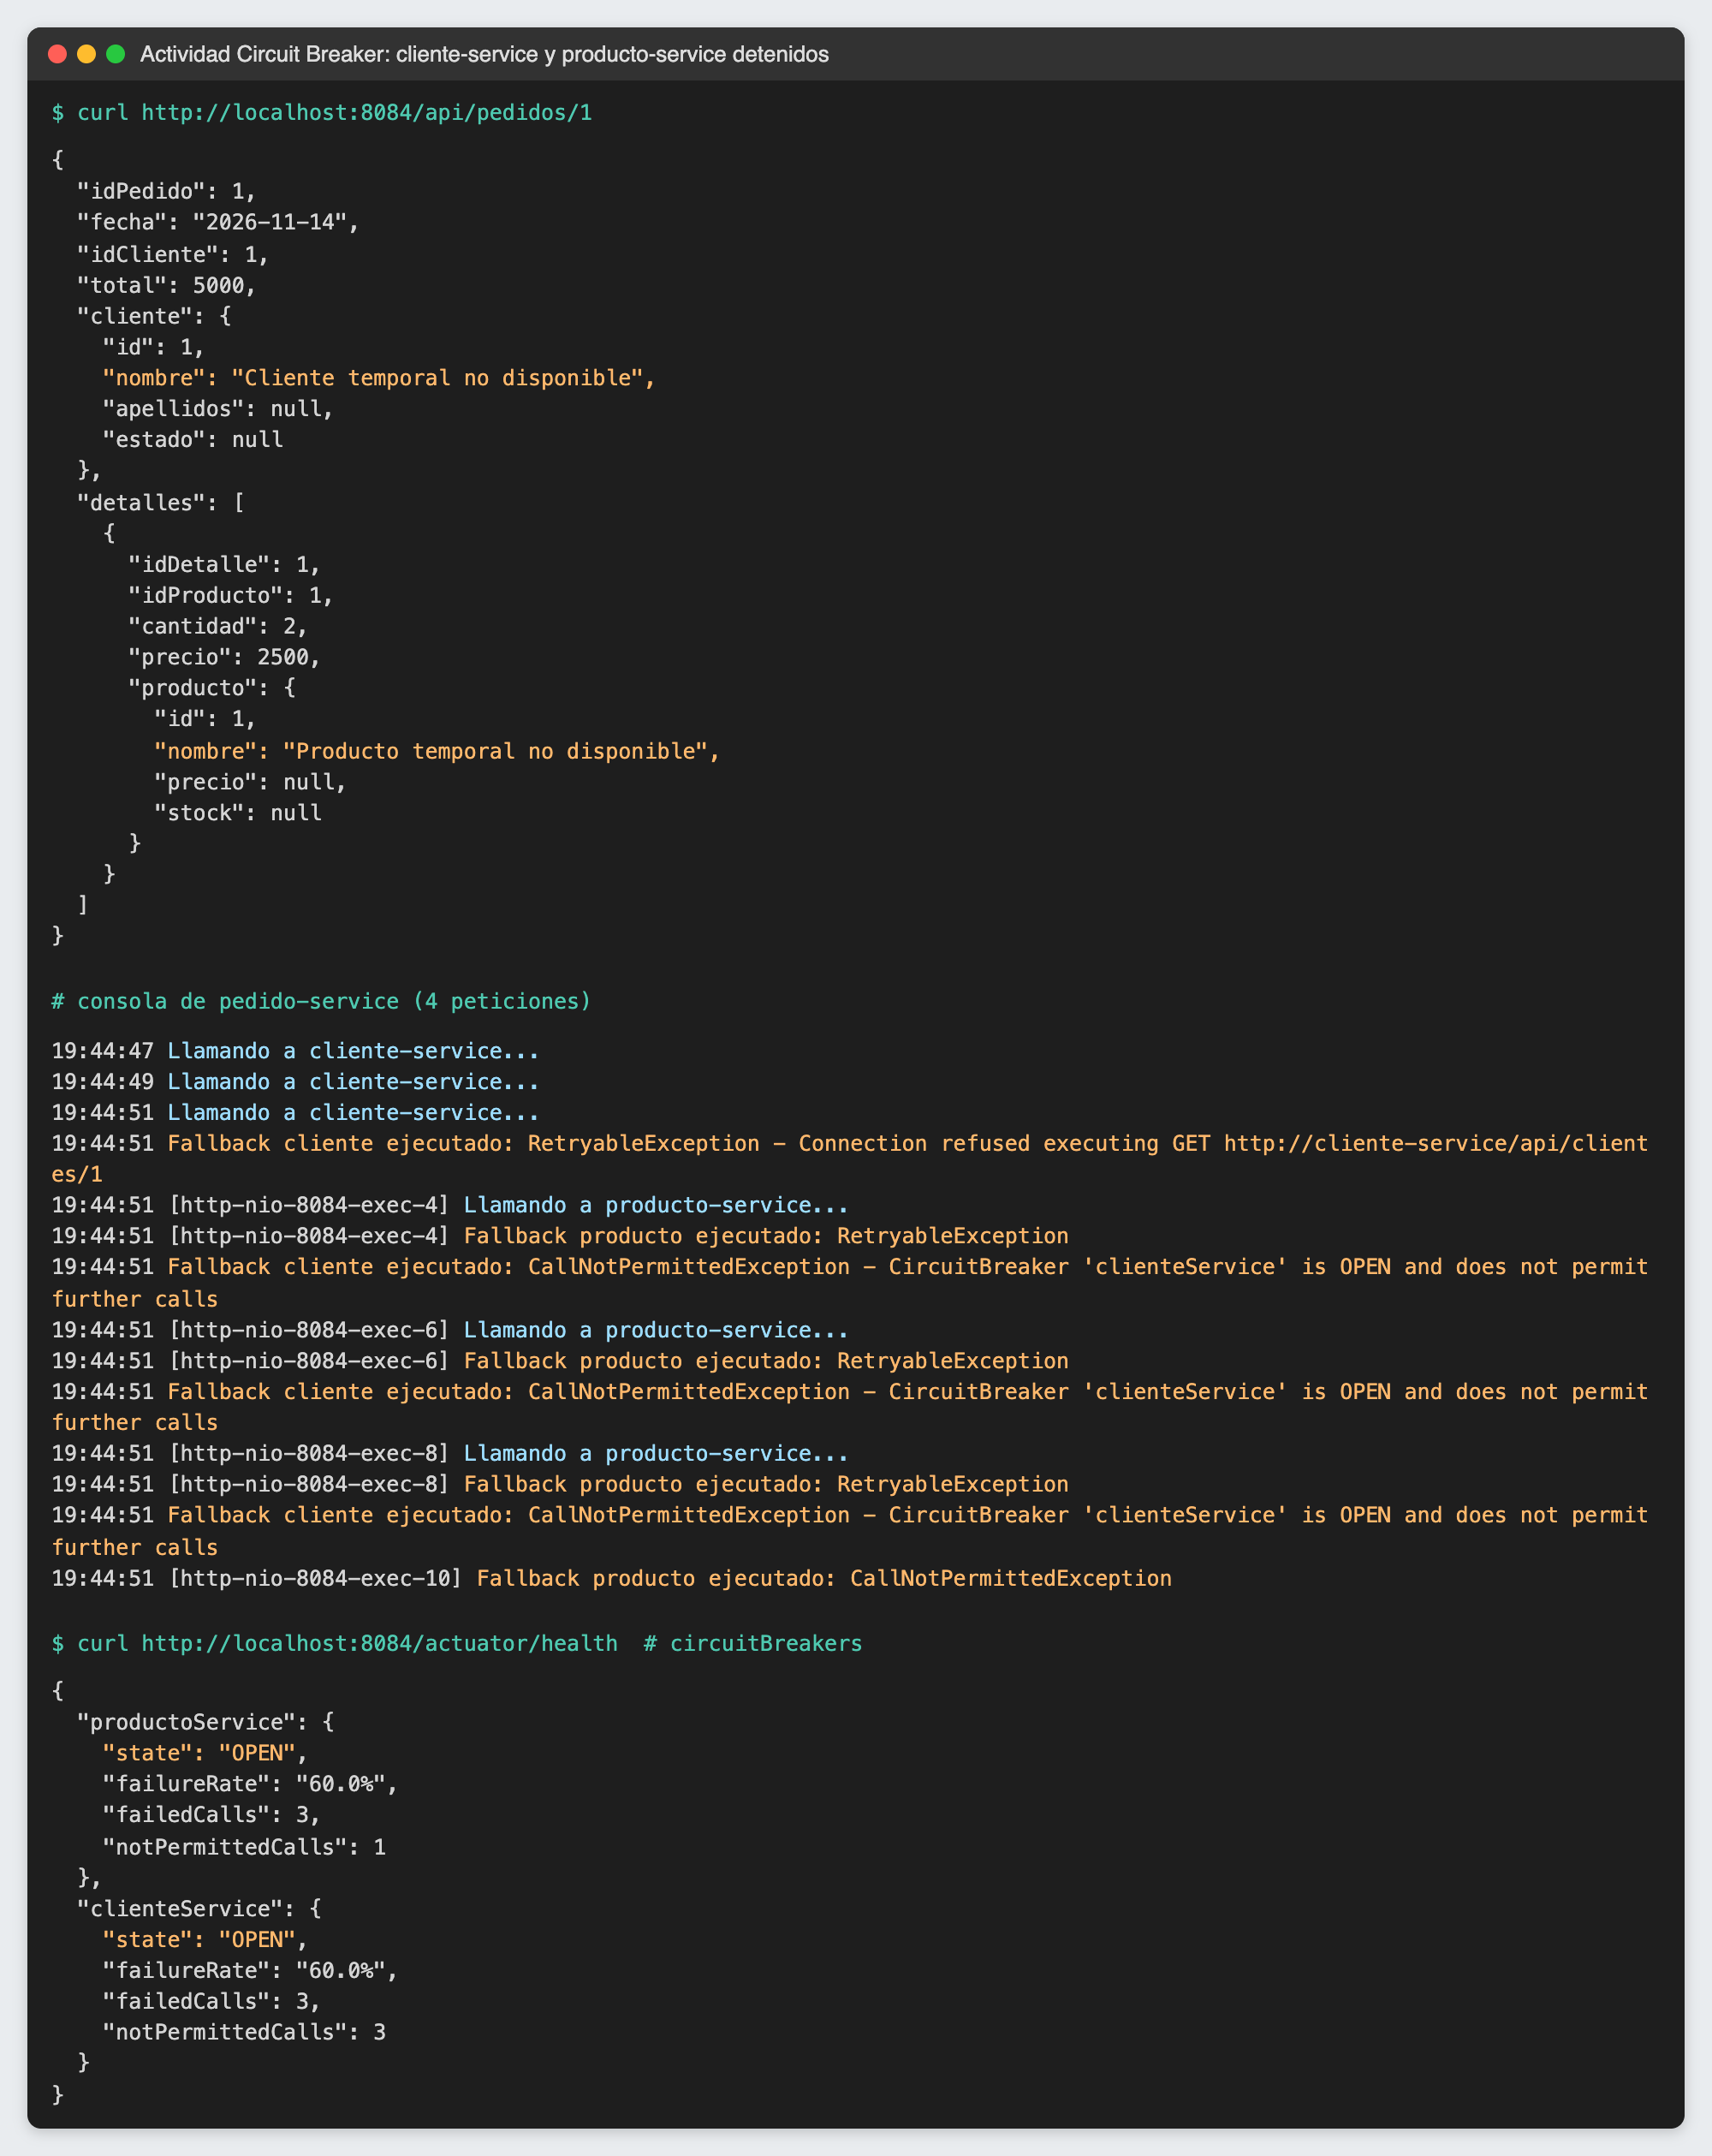 Actividad Circuit Breaker: cliente-service y producto-service detenidos
$ curl http://localhost:8084/api/pedidos/1
{
  "idPedido": 1,
  "fecha": "2026-11-14",
  "idCliente": 1,
  "total": 5000,
  "cliente": {
    "id": 1,
    "nombre": "Cliente temporal no disponible",
    "apellidos": null,
    "estado": null
  },
  "detalles": [
    {
      "idDetalle": 1,
      "idProducto": 1,
      "cantidad": 2,
      "precio": 2500,
      "producto": {
        "id": 1,
        "nombre": "Producto temporal no disponible",
        "precio": null,
        "stock": null
      }
    }
  ]
}
# consola de pedido-service (4 peticiones)
19:44:47 Llamando a cliente-service...
19:44:49 Llamando a cliente-service...
19:44:51 Llamando a cliente-service...
19:44:51 Fallback cliente ejecutado: RetryableException - Connection refused executing GET http://cliente-service/api/client
es/1
19:44:51 [http-nio-8084-exec-4] Llamando a producto-service...
19:44:51 [http-nio-8084-exec-4] Fallback producto ejecutado: RetryableException
19:44:51 Fallback cliente ejecutado: CallNotPermittedException - CircuitBreaker 'clienteService' is OPEN and does not permit
further calls
19:44:51 [http-nio-8084-exec-6] Llamando a producto-service...
19:44:51 [http-nio-8084-exec-6] Fallback producto ejecutado: RetryableException
19:44:51 Fallback cliente ejecutado: CallNotPermittedException - CircuitBreaker 'clienteService' is OPEN and does not permit
further calls
19:44:51 [http-nio-8084-exec-8] Llamando a producto-service...
19:44:51 [http-nio-8084-exec-8] Fallback producto ejecutado: RetryableException
19:44:51 Fallback cliente ejecutado: CallNotPermittedException - CircuitBreaker 'clienteService' is OPEN and does not permit
further calls
19:44:51 [http-nio-8084-exec-10] Fallback producto ejecutado: CallNotPermittedException
$ curl http://localhost:8084/actuator/health  # circuitBreakers
{
  "productoService": {
    "state": "OPEN",
    "failureRate": "60.0%",
    "failedCalls": 3,
    "notPermittedCalls": 1
  },
  "clienteService": {
    "state": "OPEN",
    "failureRate": "60.0%",
    "failedCalls": 3,
    "notPermittedCalls": 3
  }
}